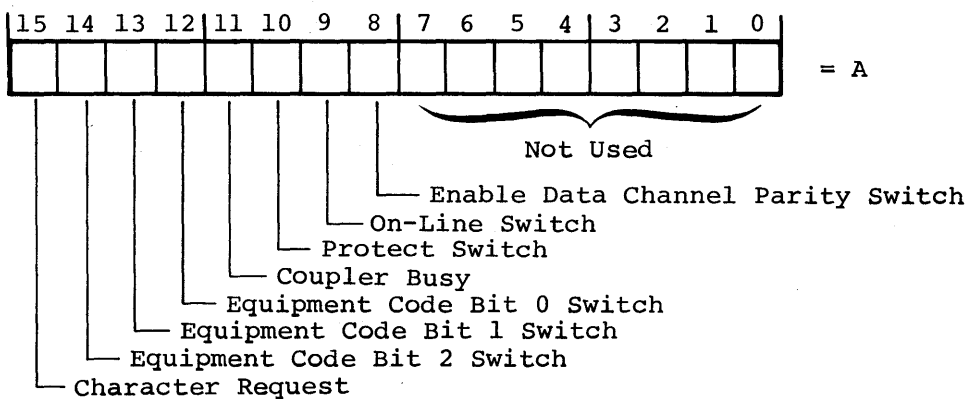 15 14 13 12 11 10 9 8 7 6 5 4 3 2 1 0
= A
Not Used
Enable Data Channel Parity Switch
On-Line Switch
Protect Switch
Coupler Busy
Equipment Code Bit 0 Switch
Equipment Code Bit 1 Switch
Equipment Code Bit 2 Switch
Character Request